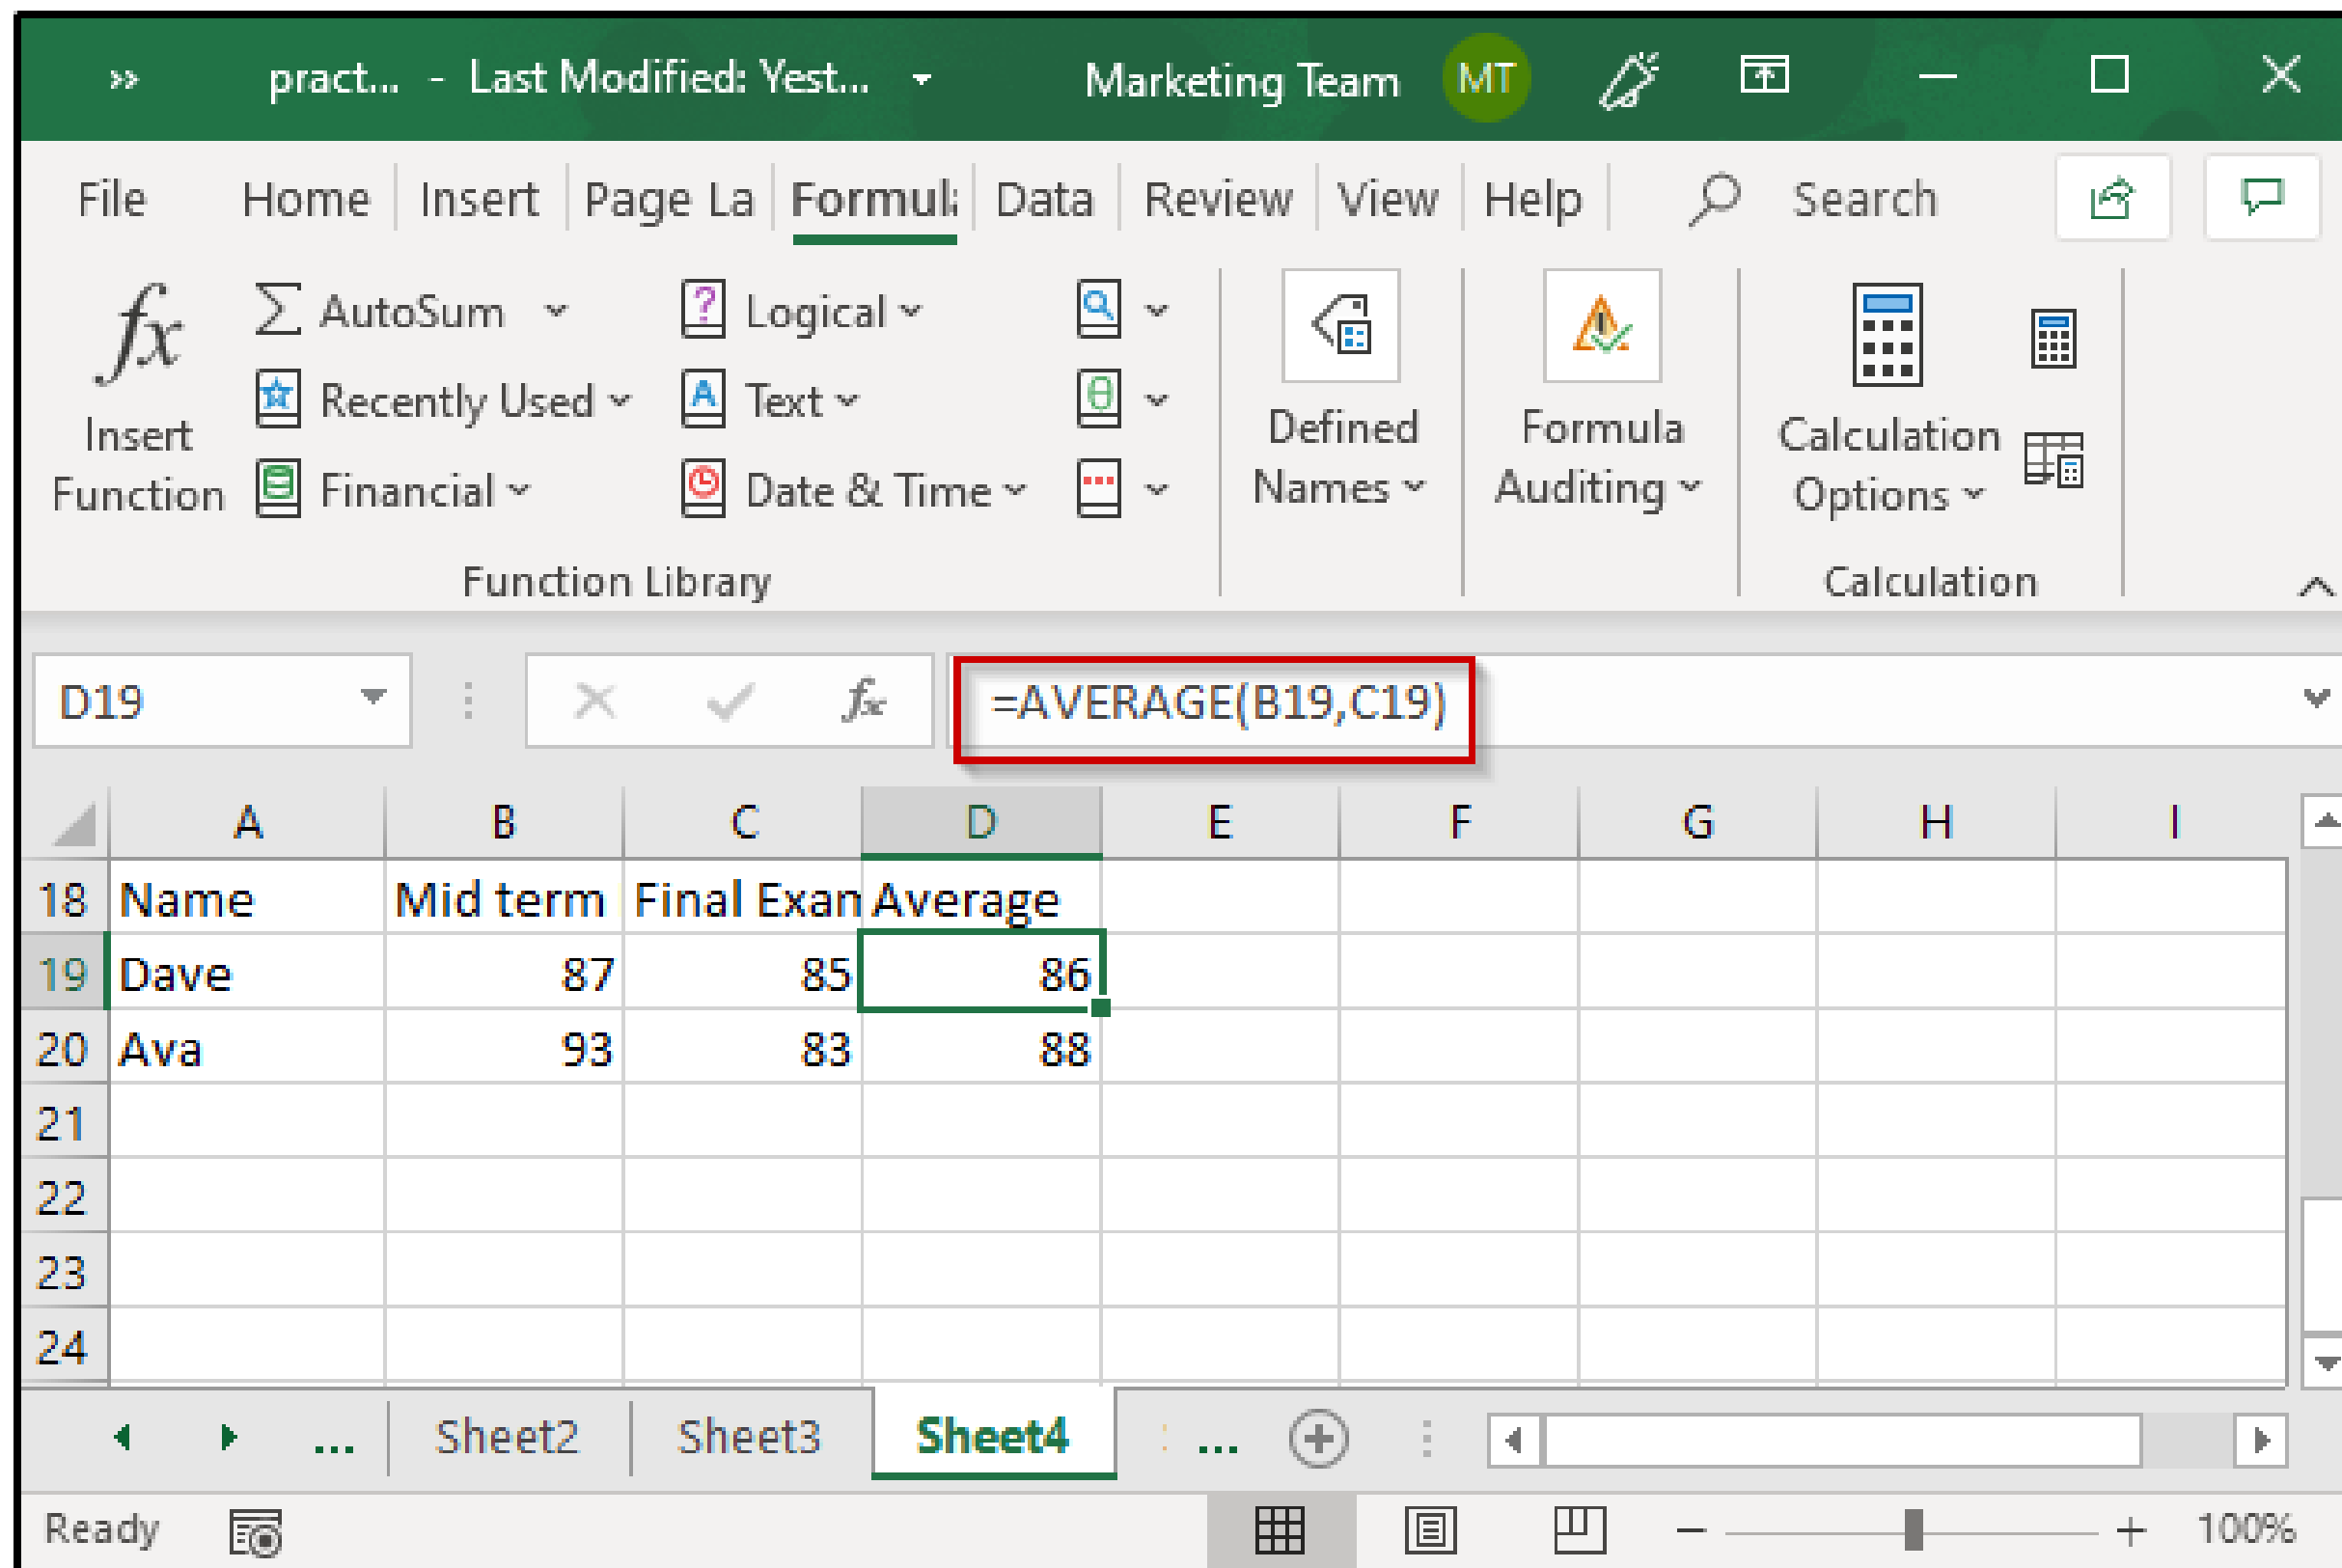 » pract... - Last Modified: Yest... Marketing Team MT
File Home Insert Page La Formul Data Review View Help Search
fx Insert Function
AutoSum Logical
Recently Used Text
Financial Date & Time
Defined Names
Formula Auditing
Calculation Options
Function Library Calculation
D19 fx =AVERAGE(B19,C19)
A B C D E F G H I
18 Name Mid term Final Exan Average
19 Dave 87 85 86
20 Ava 93 83 88
21
22
23
24
... Sheet2 Sheet3 Sheet4 ...
Ready 100%